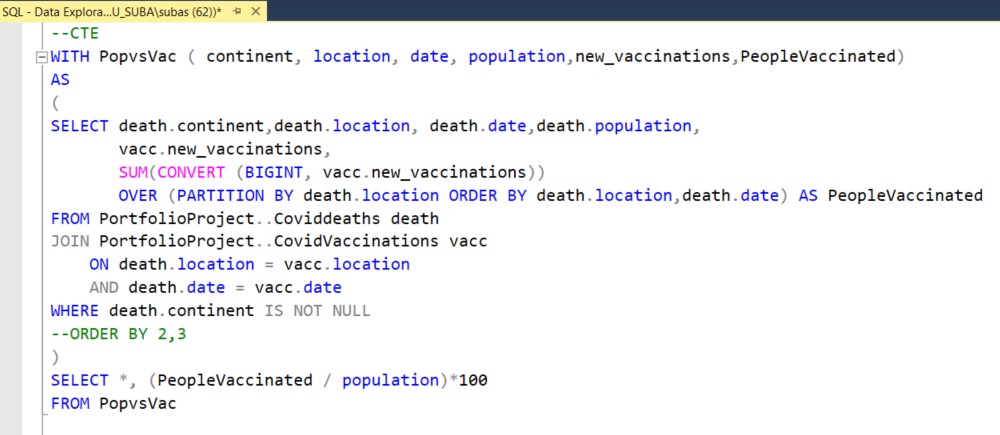 SQL - Data Explora...U_SUBA\subas (62))*
--CTE
WITH PopvsVac ( continent, location, date, population,new_vaccinations,PeopleVaccinated)
AS
(
SELECT death.continent,death.location, death.date,death.population,
vacc.new_vaccinations,
SUM(CONVERT (BIGINT, vacc.new_vaccinations))
OVER (PARTITION BY death.location ORDER BY death.location,death.date) AS PeopleVaccinated
FROM PortfolioProject..Coviddeaths death
JOIN PortfolioProject..CovidVaccinations vacc
ON death.location = vacc.location
AND death.date = vacc.date
WHERE death.continent IS NOT NULL
--ORDER BY 2,3
)
SELECT *, (PeopleVaccinated / population)*100
FROM PopvsVac